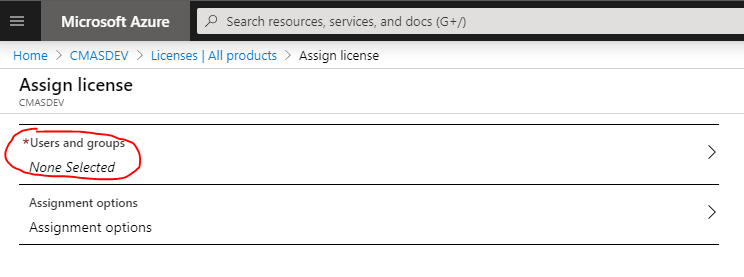 Microsoft Azure
Search resources, services, and docs (G+/)
Home > CMASDEV > Licenses | All products > Assign license
Assign license
CMASDEV
*Users and groups
None Selected
Assignment options
Assignment options